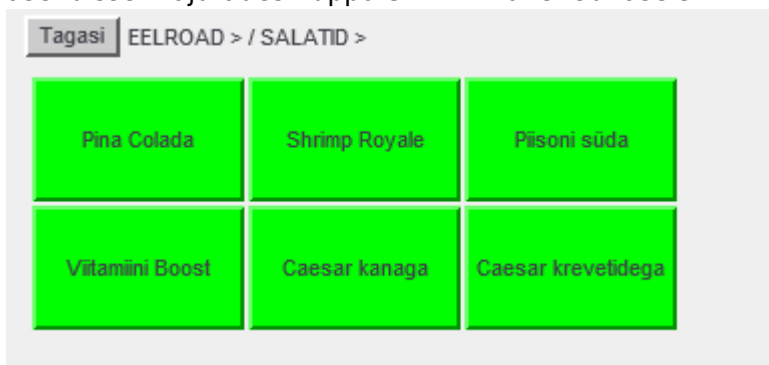 Tagasi EELROAD > / SALATID >
Pina Colada Shrimp Royale Piisoni süda
Viitamiini Boost Caesar kanaga Caesar krevetidega